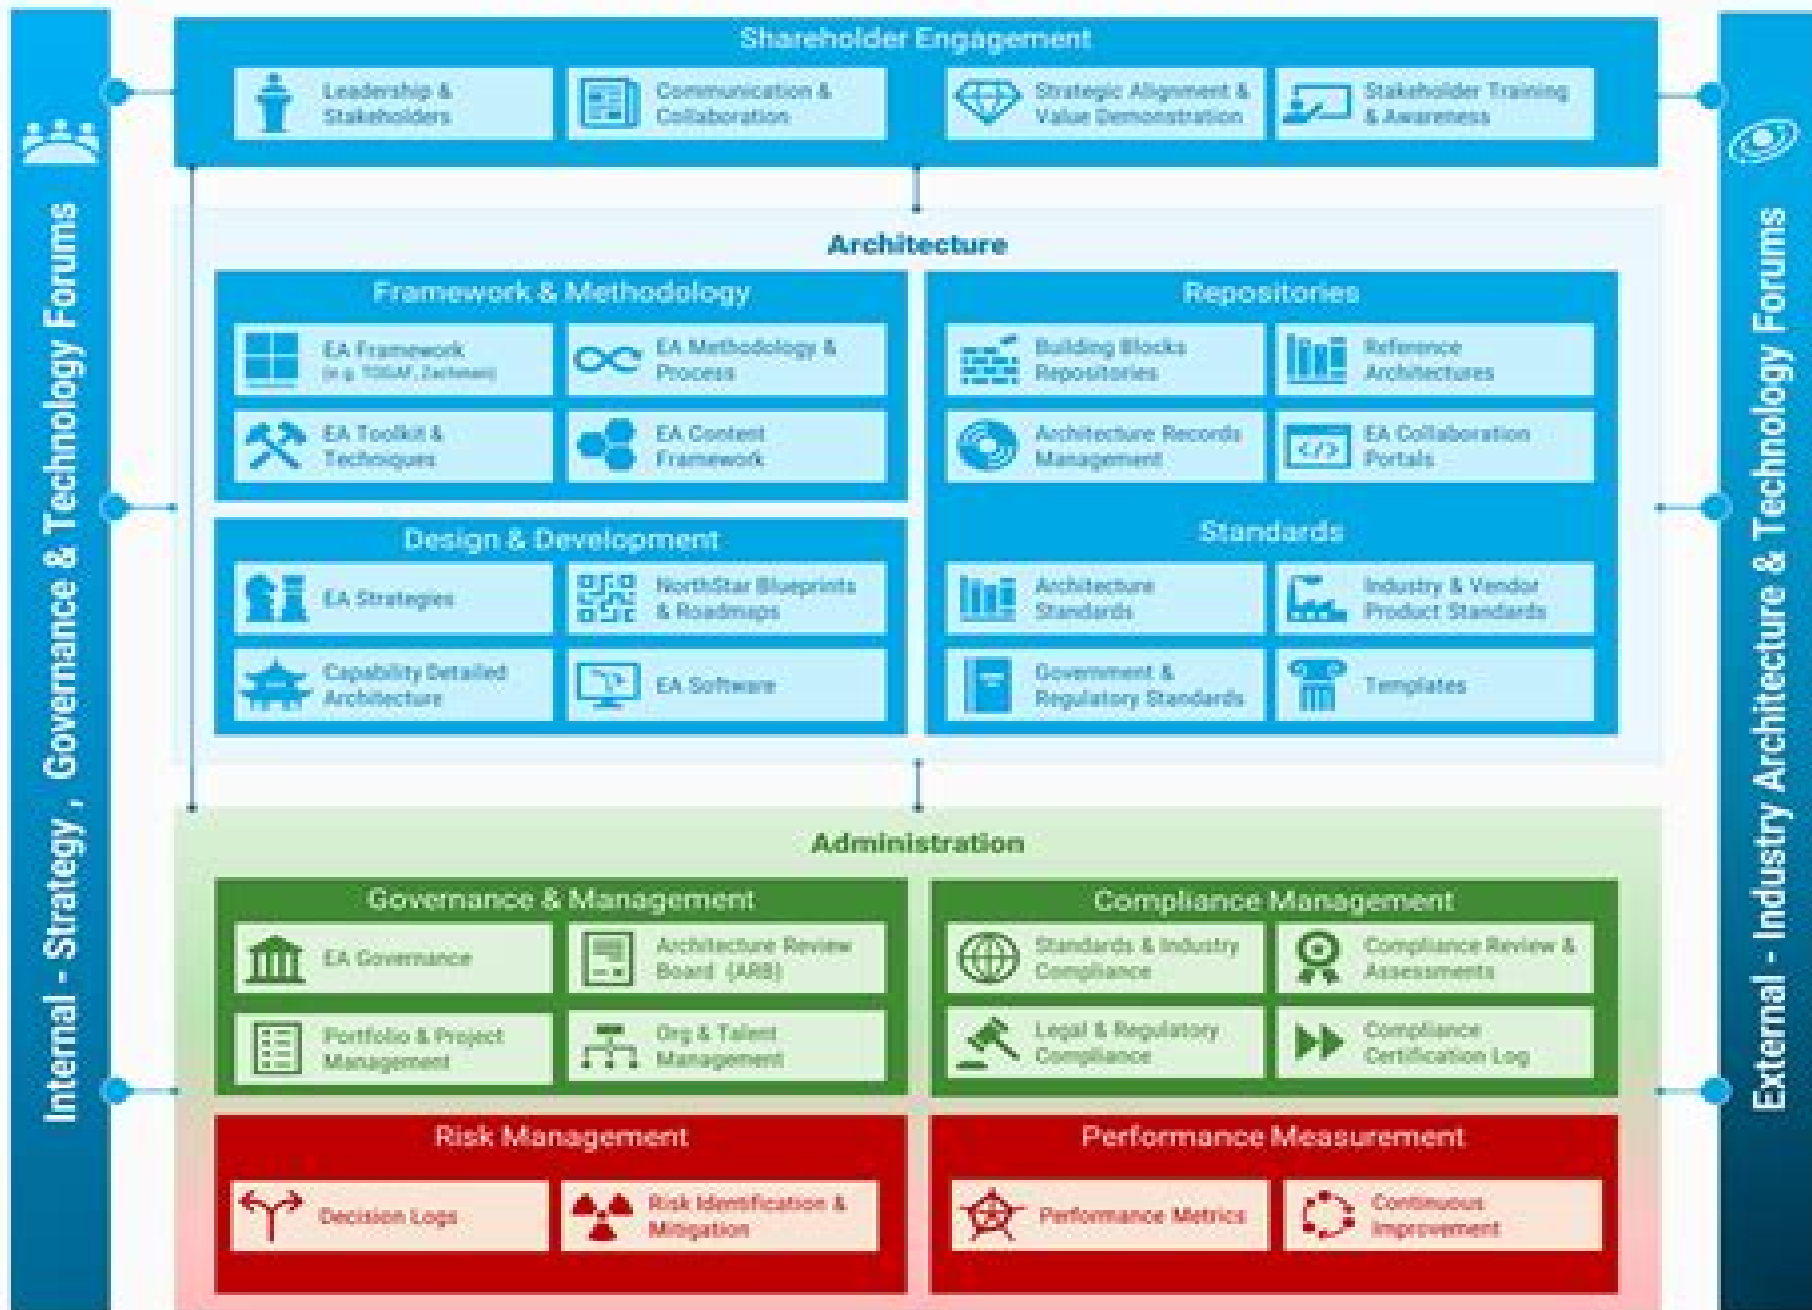 Shareholder Engagement
Leadership &
Stakeholders
Communication &
Collaboration
Strategic Alignment &
Value Demonstration
Stakeholder Training
& Awareness
Internal - Strategy , Governance & Technology Forums
Architecture
Framework & Methodology
EA Framework
(e.g. TOGAF, Zachman)
EA Methodology &
Process
EA Toolkit &
Techniques
EA Content
Framework
Repositories
Building Blocks
Repositories
Reference
Architectures
Architecture Records
Management
EA Collaboration
Portals
Design & Development
EA Strategies
NorthStar Blueprints
& Roadmaps
Capability Detailed
Architecture
EA Software
Standards
Architecture
Standards
Industry & Vendor
Product Standards
Government &
Regulatory Standards
Templates
Administration
Governance & Management
EA Governance
Architecture Review
Board (ARB)
Portfolio & Project
Management
Org & Talent
Management
Compliance Management
Standards & Industry
Compliance
Compliance Review &
Assessments
Legal & Regulatory
Compliance
Compliance
Certification Log
Risk Management
Decision Logs
Risk Identification &
Mitigation
Performance Measurement
Performance Metrics
Continuous
Improvement
External - Industry Architecture & Technology Forums